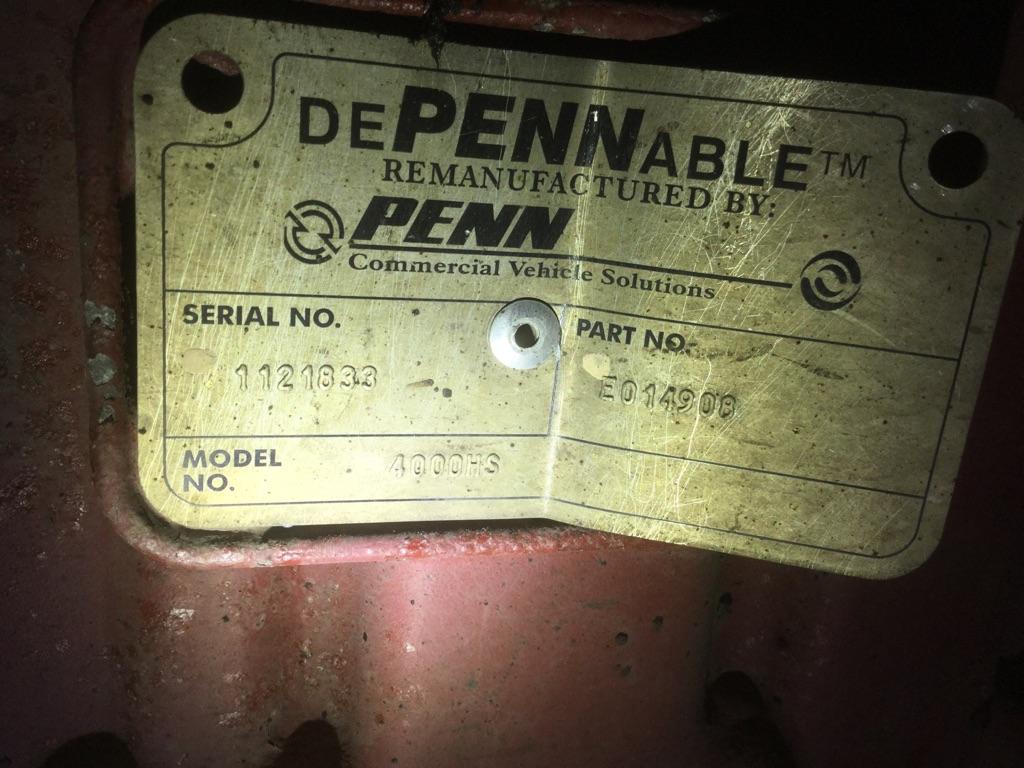 DEPENNABLE™
REMANUFACTURED BY:
PENN
Commercial Vehicle Solutions
SERIAL NO.
1121833
PART NO.
E014908
MODEL
NO.
4000HS